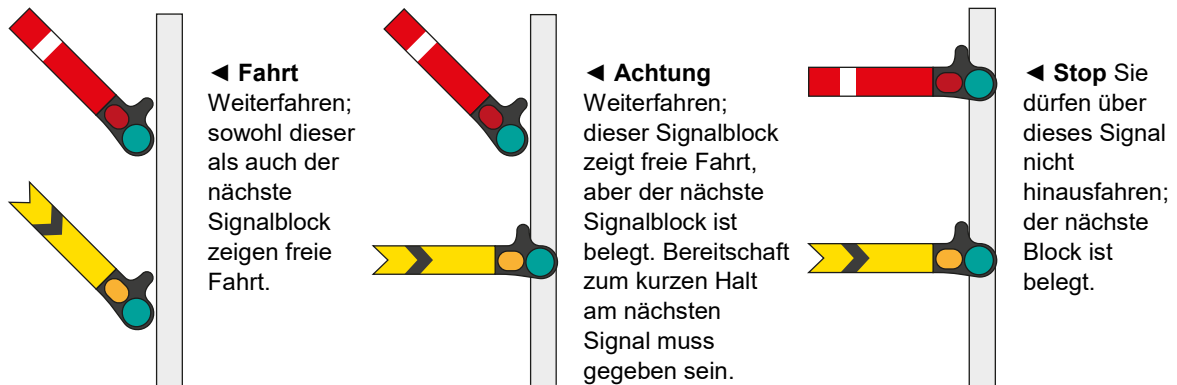 ◄ Fahrt
Weiterfahren;
sowohl dieser
als auch der
nächste
Signalblock
zeigen freie
Fahrt.
◄ Achtung
Weiterfahren;
dieser Signalblock
zeigt freie Fahrt,
aber der nächste
Signalblock ist
belegt. Bereitschaft
zum kurzen Halt
am nächsten
Signal muss
gegeben sein.
◄ Stop Sie
dürfen über
dieses Signal
nicht
hinausfahren;
der nächste
Block ist
belegt.